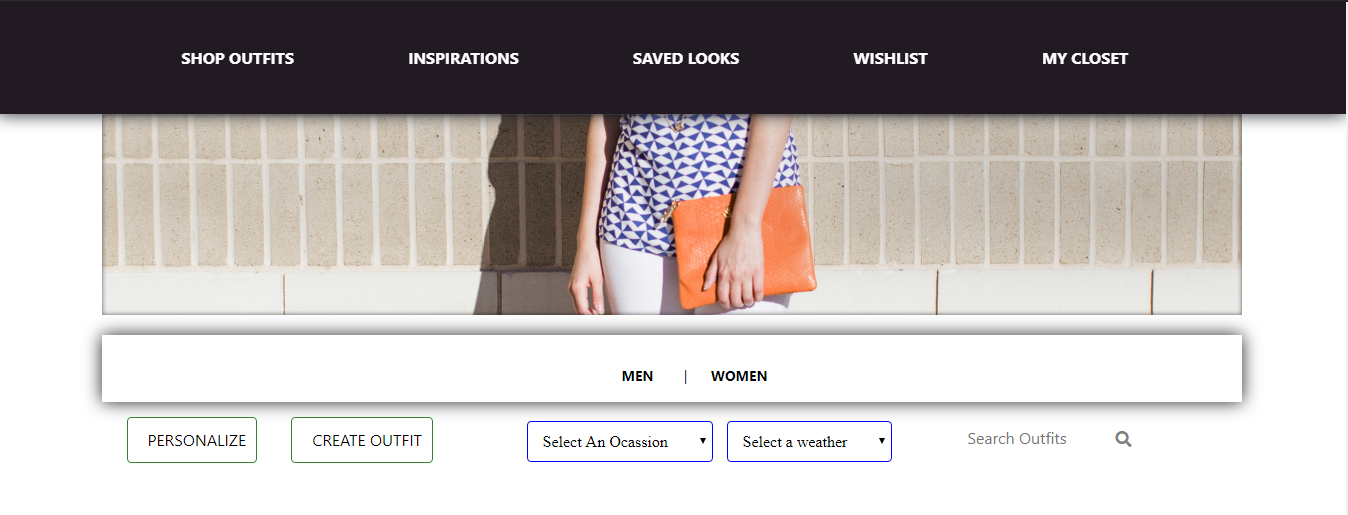 SHOP OUTFITS INSPIRATIONS SAVED LOOKS WISHLIST MY CLOSET
MEN | WOMEN
PERSONALIZE CREATE OUTFIT Select An Ocassion Select a weather Search Outfits